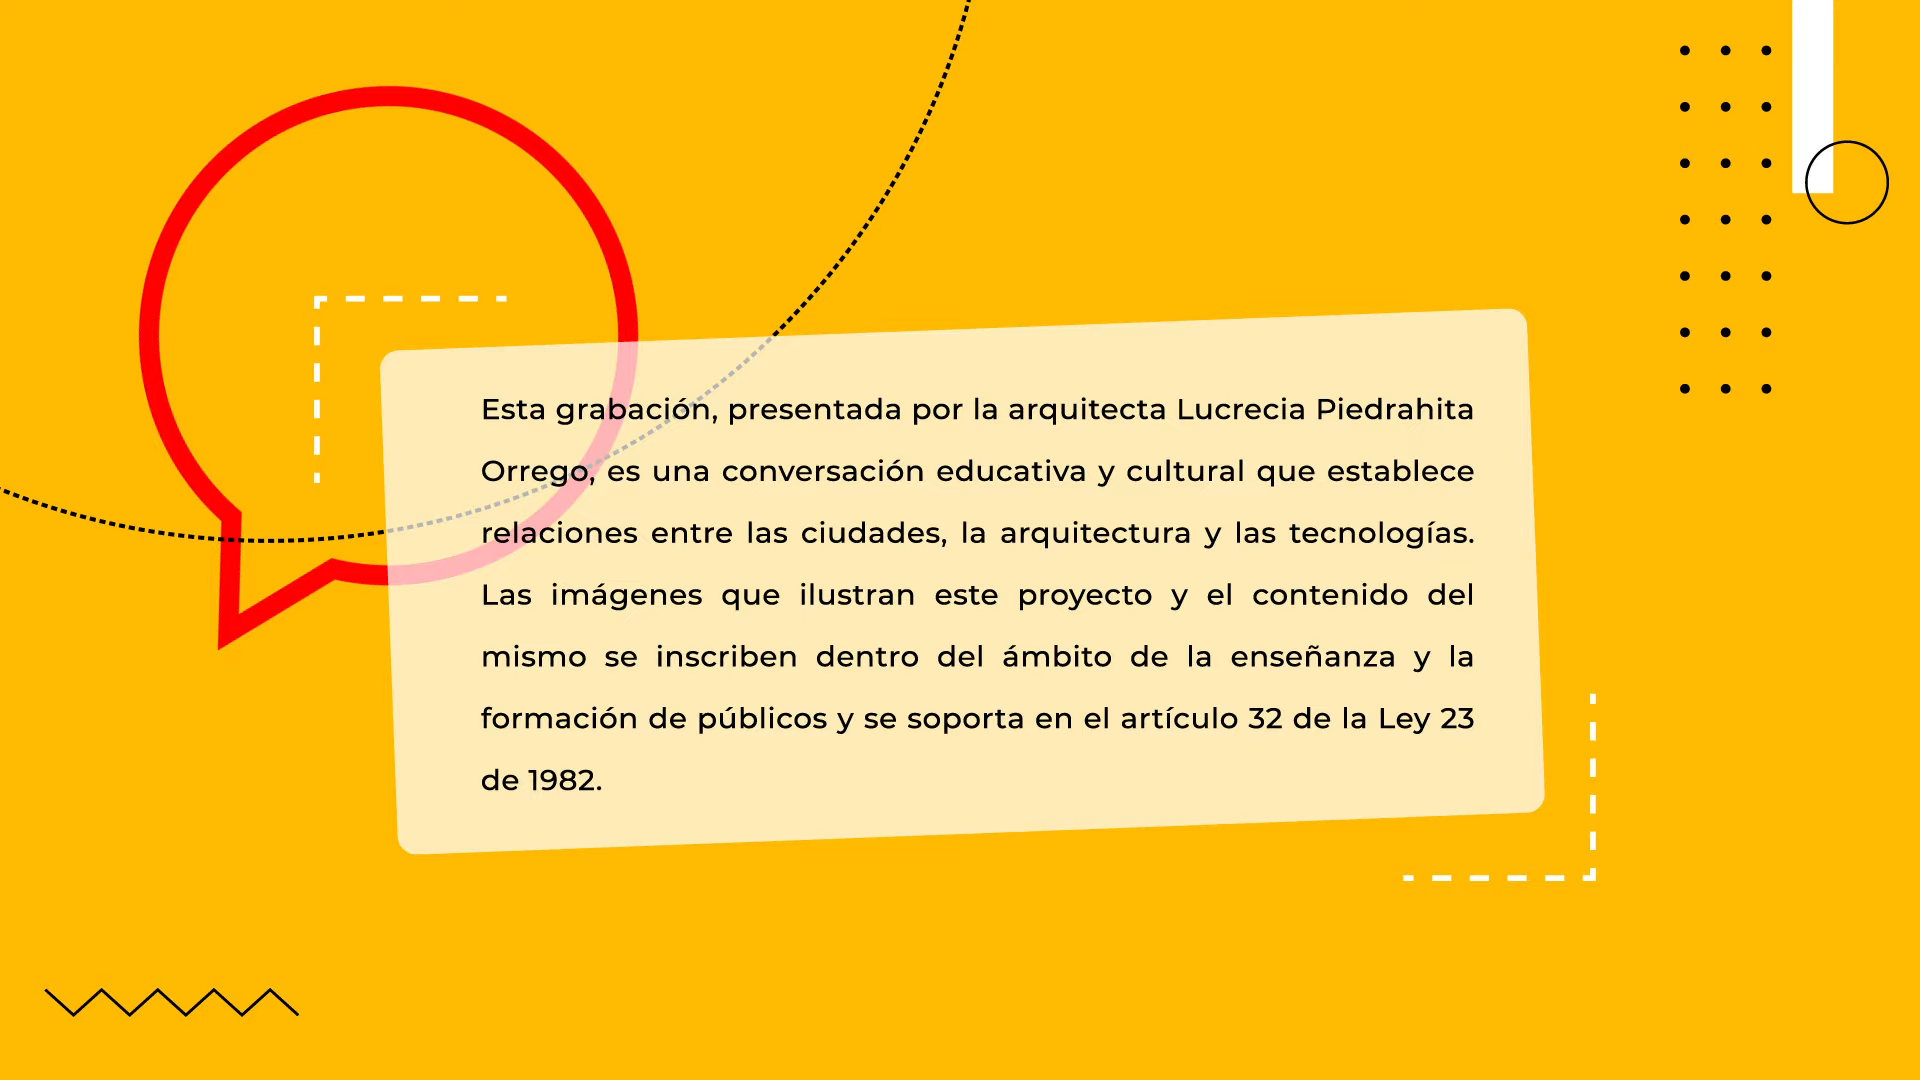 Esta grabación, presentada por la arquitecta Lucrecia Piedrahita
Orrego, es una conversación educativa y cultural que establece
relaciones entre las ciudades, la arquitectura y las tecnologías.
Las imágenes que ilustran este proyecto y el contenido del
mismo se inscriben dentro del ámbito de la enseñanza y la
formación de públicos y se soporta en el artículo 32 de la Ley 23
de 1982.